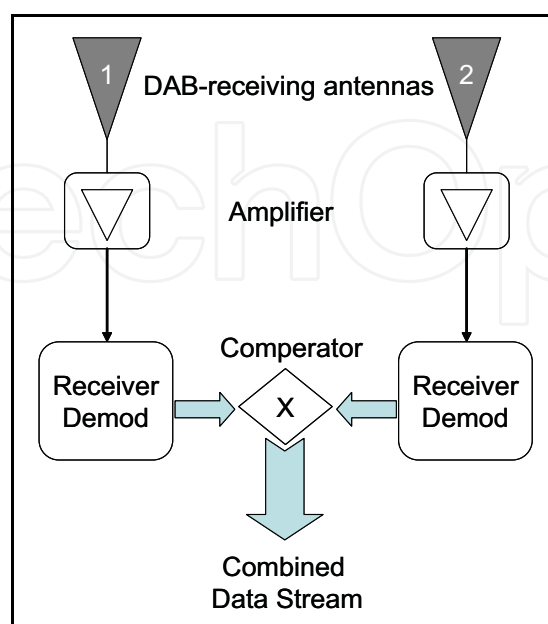 1
DAB-receiving antennas
2
Amplifier
Comperator
Receiver
Demod
X
Receiver
Demod
Combined
Data Stream